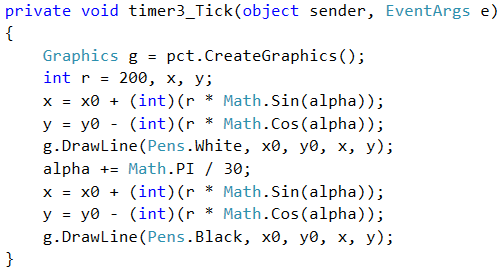 private void timer3_Tick(object sender, EventArgs e)
{
    Graphics g = pct.CreateGraphics();
    int r = 200, x, y;
    x = x0 + (int)(r * Math.Sin(alpha));
    y = y0 - (int)(r * Math.Cos(alpha));
    g.DrawLine(Pens.White, x0, y0, x, y);
    alpha += Math.PI / 30;
    x = x0 + (int)(r * Math.Sin(alpha));
    y = y0 - (int)(r * Math.Cos(alpha));
    g.DrawLine(Pens.Black, x0, y0, x, y);
}